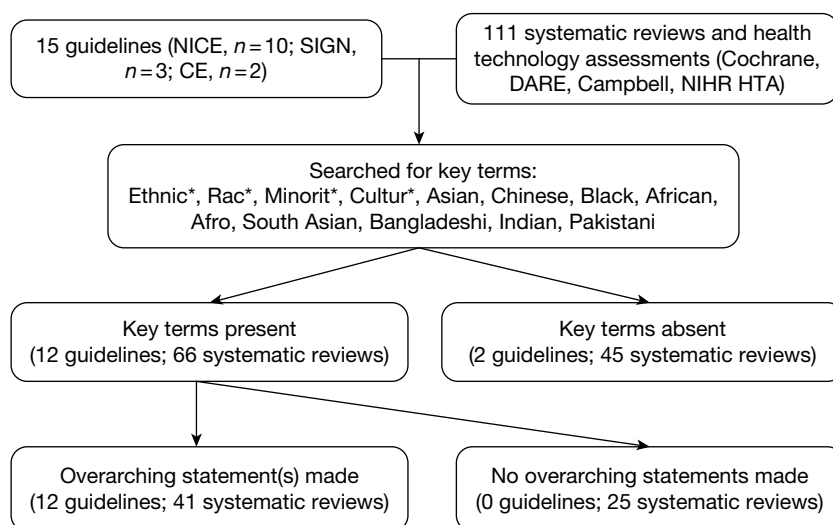 15 guidelines (NICE, n=10; SIGN,
n=3; CE, n=2)
111 systematic reviews and health
technology assessments (Cochrane,
DARE, Campbell, NIHR HTA)
Searched for key terms:
Ethnic*, Rac*, Minorit*, Cultur*, Asian, Chinese, Black, African,
Afro, South Asian, Bangladeshi, Indian, Pakistani
Key terms present
(12 guidelines; 66 systematic reviews)
Key terms absent
(2 guidelines; 45 systematic reviews)
Overarching statement(s) made
(12 guidelines; 41 systematic reviews)
No overarching statements made
(0 guidelines; 25 systematic reviews)